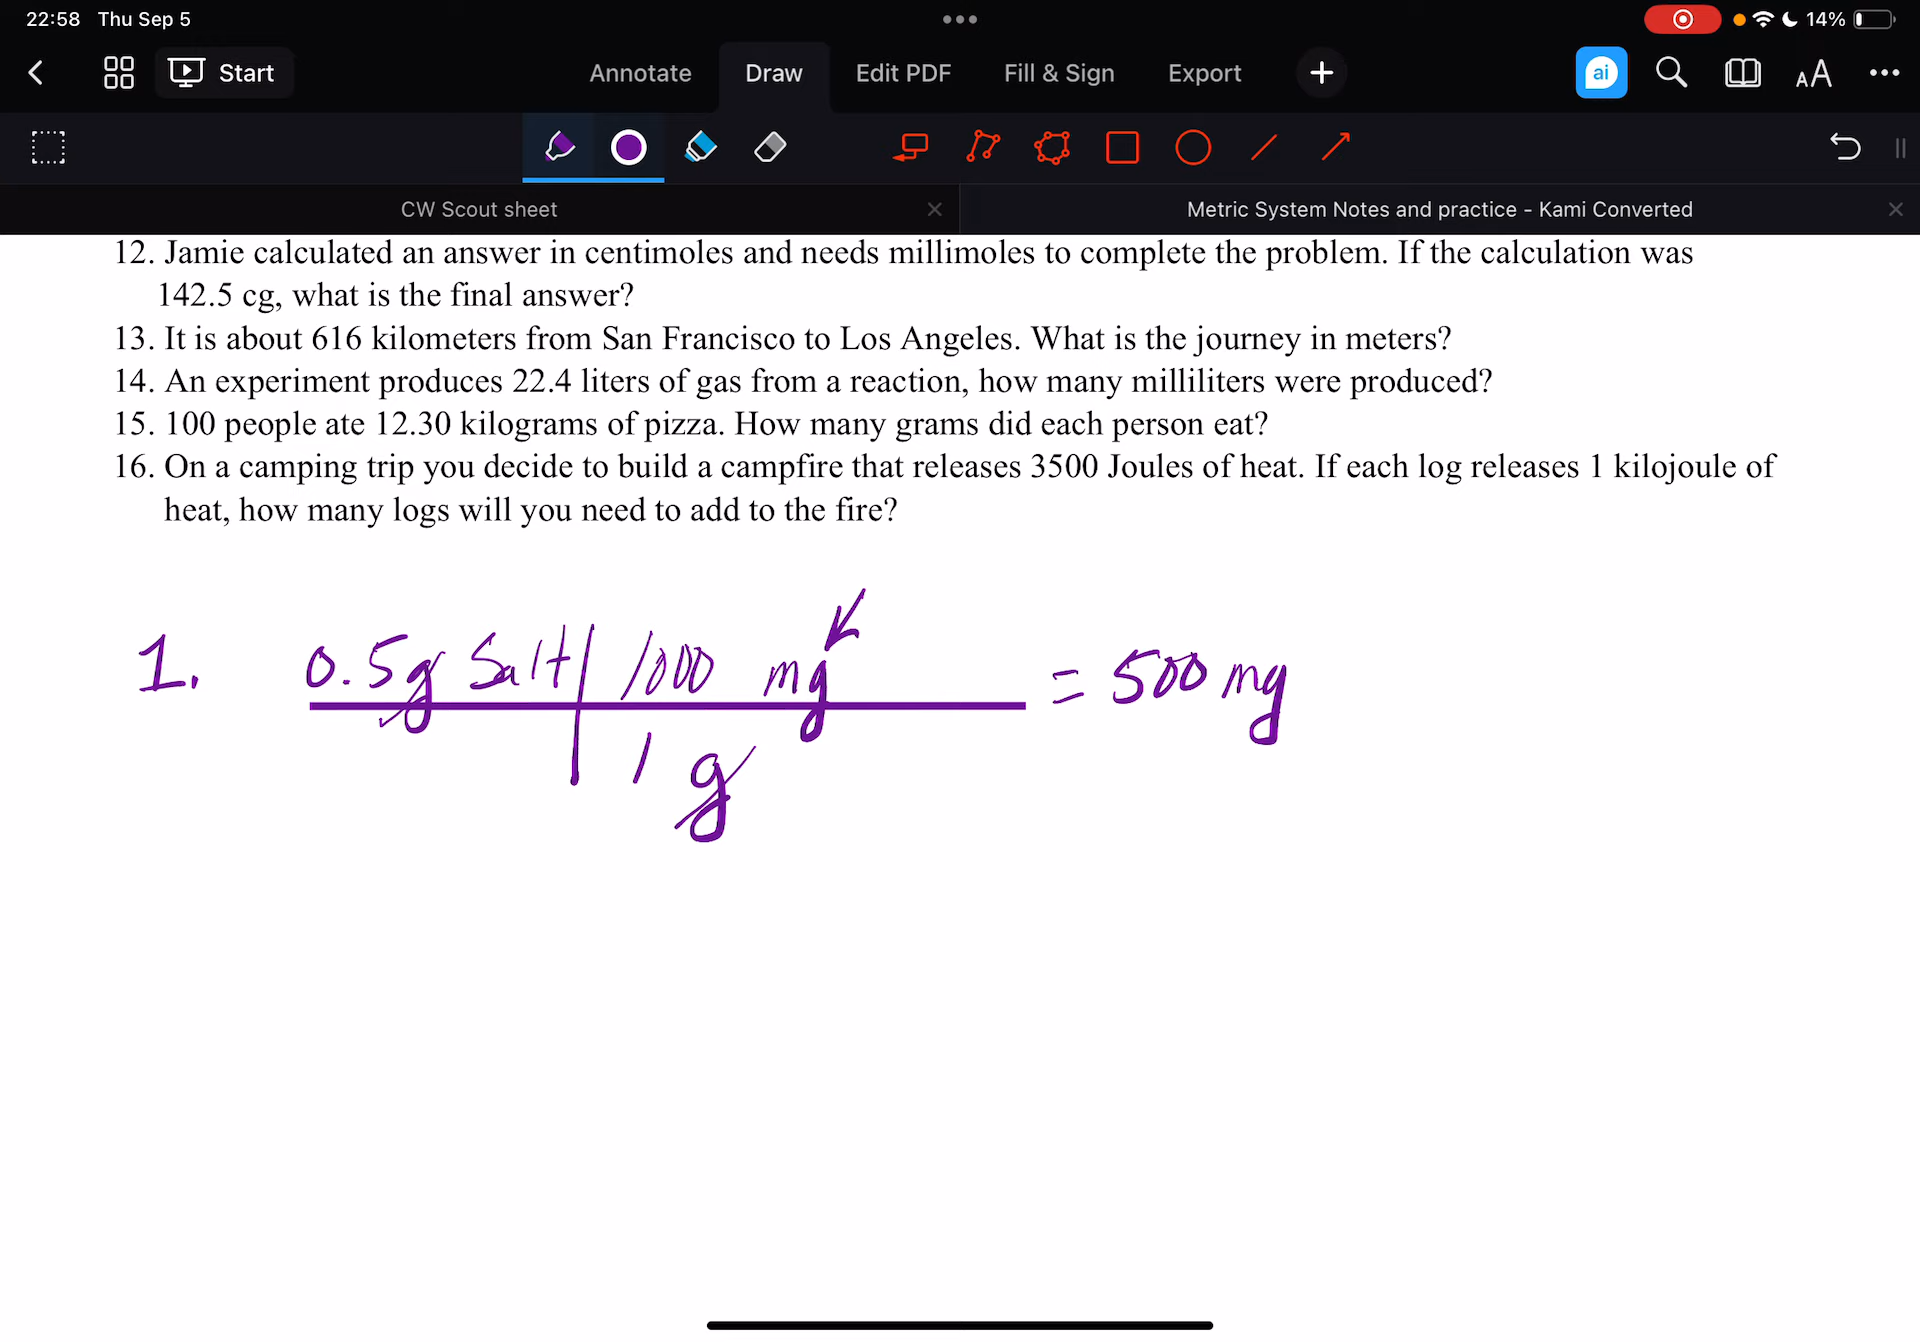 22:58 Thu Sep 5 14%
Start Annotate Draw Edit PDF Fill & Sign Export + ai AA
CW Scout sheet × Metric System Notes and practice - Kami Converted ×
12. Jamie calculated an answer in centimoles and needs millimoles to complete the problem. If the calculation was
142.5 cg, what is the final answer?
13. It is about 616 kilometers from San Francisco to Los Angeles. What is the journey in meters?
14. An experiment produces 22.4 liters of gas from a reaction, how many milliliters were produced?
15. 100 people ate 12.30 kilograms of pizza. How many grams did each person eat?
16. On a camping trip you decide to build a campfire that releases 3500 Joules of heat. If each log releases 1 kilojoule of
heat, how many logs will you need to add to the fire?
1. 0.5g Salt 1000 mg = 500 mg
1 g